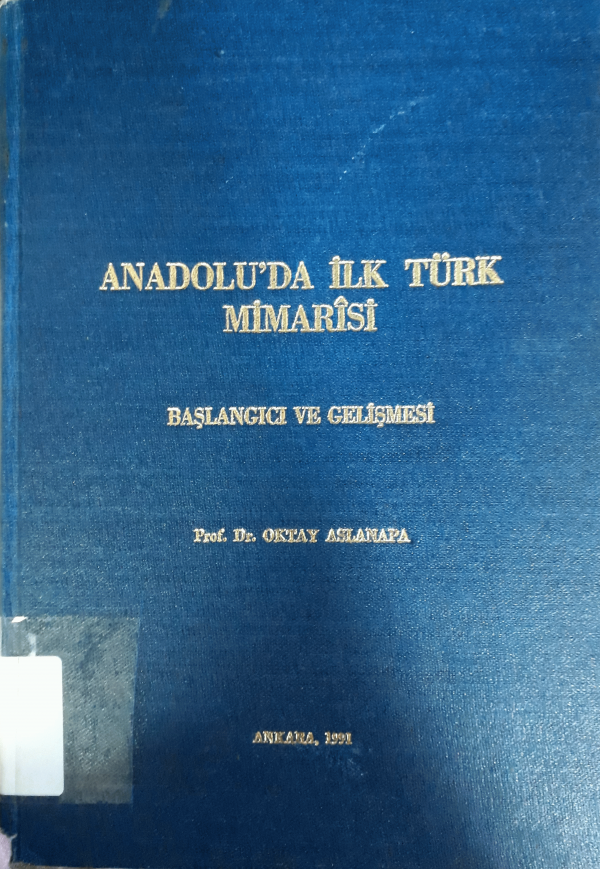 ANADOLU'DA İLK TÜRK
MİMARÎSİ
BAŞLANGICI VE GELİŞMESİ
Prof. Dr. OKTAY ASLANAPA
ANKARA, 1991